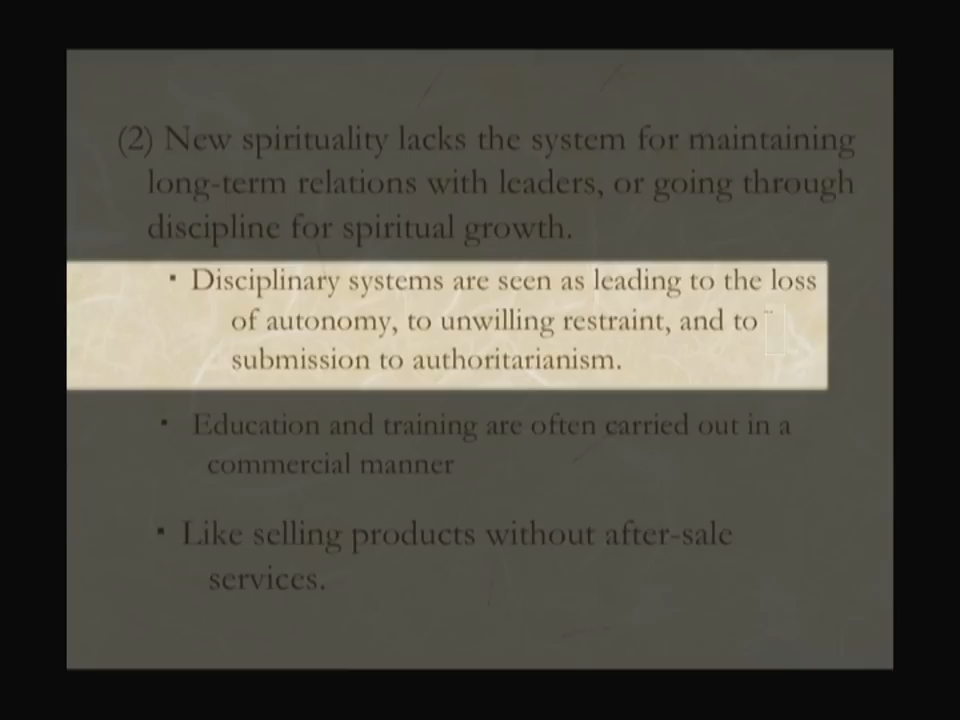 (2) New spirituality lacks the system for maintaining
long-term relations with leaders, or going through
discipline for spiritual growth.
▪ Disciplinary systems are seen as leading to the loss
of autonomy, to unwilling restraint, and to
submission to authoritarianism.
▪ Education and training are often carried out in a
commercial manner
▪ Like selling products without after-sale
services.